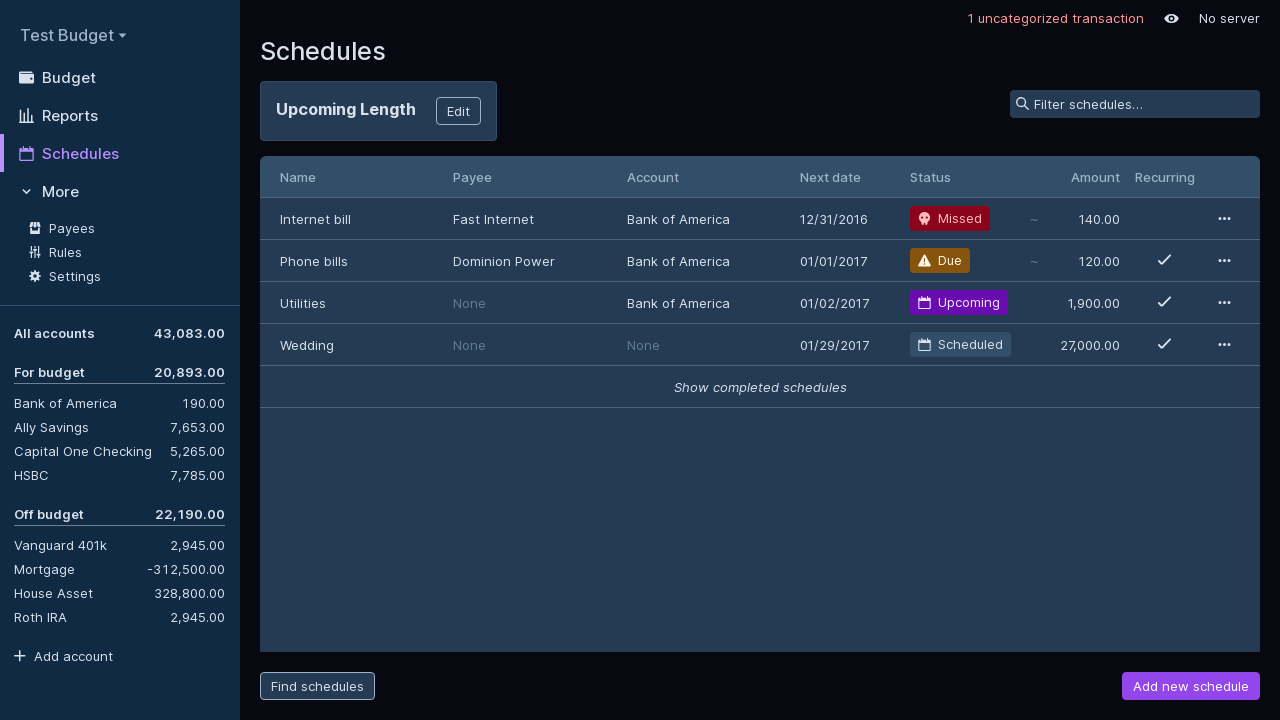 1 uncategorized transaction No server
Test Budget
Budget
Reports
Schedules
More
Payees
Rules
Settings
All accounts 43,083.00
For budget 20,893.00
Bank of America 190.00
Ally Savings 7,653.00
Capital One Checking 5,265.00
HSBC 7,785.00
Off budget 22,190.00
Vanguard 401k 2,945.00
Mortgage -312,500.00
House Asset 328,800.00
Roth IRA 2,945.00
Add account
Schedules
Upcoming Length Edit
Filter schedules…
Name Payee Account Next date Status Amount Recurring
Internet bill Fast Internet Bank of America 12/31/2016 Missed ~ 140.00
Phone bills Dominion Power Bank of America 01/01/2017 Due ~ 120.00
Utilities None Bank of America 01/02/2017 Upcoming 1,900.00
Wedding None None 01/29/2017 Scheduled 27,000.00
Show completed schedules
Find schedules Add new schedule